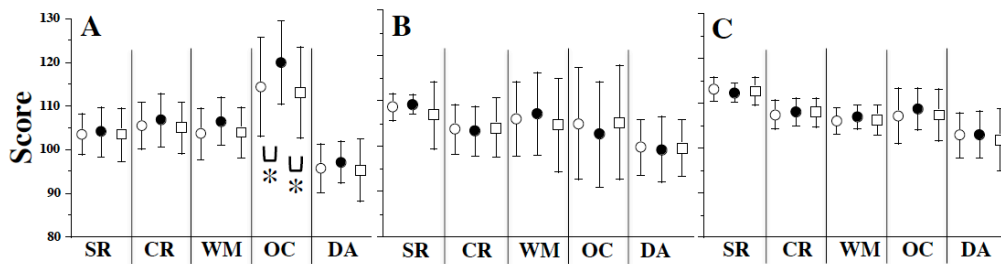 Score
130
120
110
100
90
80
A
B
C
* *
SR CR WM OC DA
SR CR WM OC DA
SR CR WM OC DA